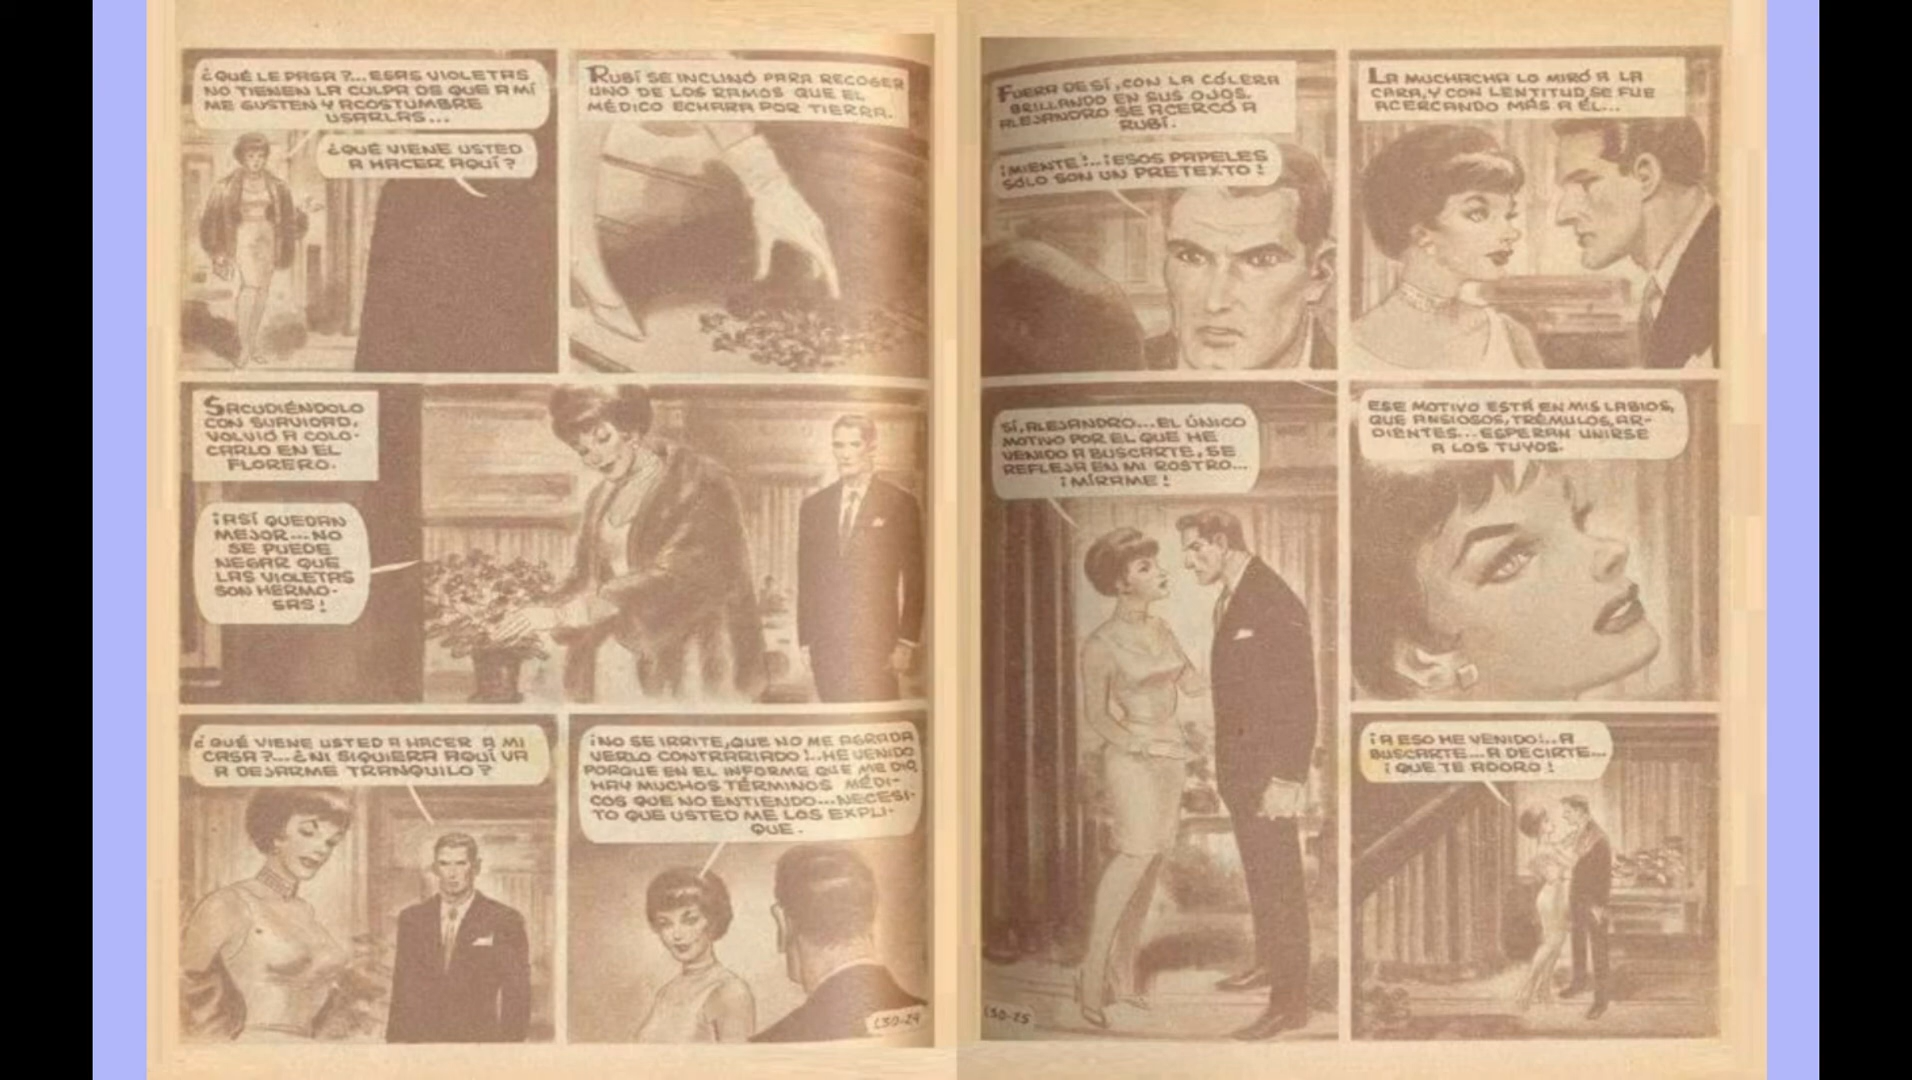 ¿QUÉ LE PASA?... ESAS VIOLETAS
NO TIENEN LA CULPA DE QUE A MÍ
ME GUSTEN Y ACOSTUMBRE
USARLAS...
¿QUÉ VIENE USTED
A HACER AQUÍ?
RUBÍ SE INCLINÓ PARA RECOGER
UNO DE LOS RAMOS QUE EL
MÉDICO ECHARA POR TIERRA.
SACUDIÉNDOLO
CON SUAVIDAD,
VOLVIÓ A COLO-
CARLO EN EL
FLORERO.
¡ASÍ QUEDAN
MEJOR... NO
SE PUEDE
NEGAR QUE
LAS VIOLETAS
SON HERMO-
SAS!
¿QUÉ VIENE USTED A HACER A MI
CASA?... ¿NI SIQUIERA AQUÍ VA
A DEJARME TRANQUILO?
¡NO SE IRRITE, QUE NO ME AGRADA
VERLO CONTRARIADO!.. HE VENIDO
PORQUE EN EL INFORME QUE ME DIO,
HAY MUCHOS TÉRMINOS MÉDI-
COS QUE NO ENTIENDO... NECESI-
TO QUE USTED ME LOS EXPLI-
QUE.
L30-24
FUERA DE SÍ, CON LA CÓLERA
BRILLANDO EN SUS OJOS,
ALEJANDRO SE ACERCÓ A
RUBÍ.
¡MIENTE!.. ¡ESOS PAPELES
SÓLO SON UN PRETEXTO!
LA MUCHACHA LO MIRÓ A LA
CARA, Y CON LENTITUD, SE FUE
ACERCANDO MÁS A ÉL...
SÍ, ALEJANDRO... EL ÚNICO
MOTIVO POR EL QUE HE
VENIDO A BUSCARTE, SE
REFLEJA EN MI ROSTRO...
¡MÍRAME!
ESE MOTIVO ESTÁ EN MIS LABIOS,
QUE ANSIOSOS, TRÉMULOS, AR-
DIENTES... ESPERAN UNIRSE
A LOS TUYOS.
¡A ESO HE VENIDO!.. A
BUSCARTE... A DECIRTE...
¡QUE TE ADORO!
L30-25